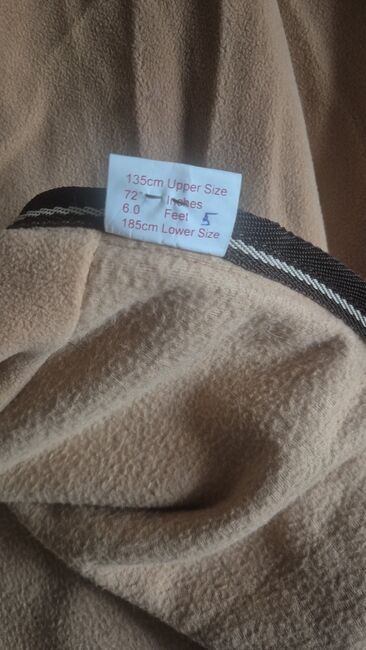 135cm Upper Size
72" Inches
6.0 Feet 5
185cm Lower Size